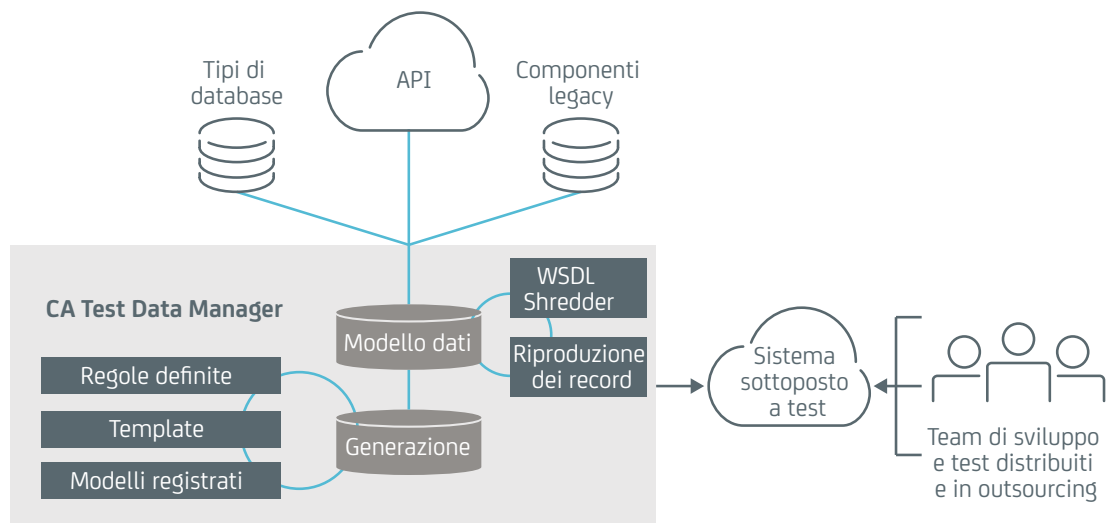 Tipi di
database
API
Componenti
legacy
CA Test Data Manager
WSDL
Shredder
Modello dati
Riproduzione
dei record
Regole definite
Template
Modelli registrati
Generazione
Sistema
sottoposto
a test
Team di sviluppo
e test distribuiti
e in outsourcing